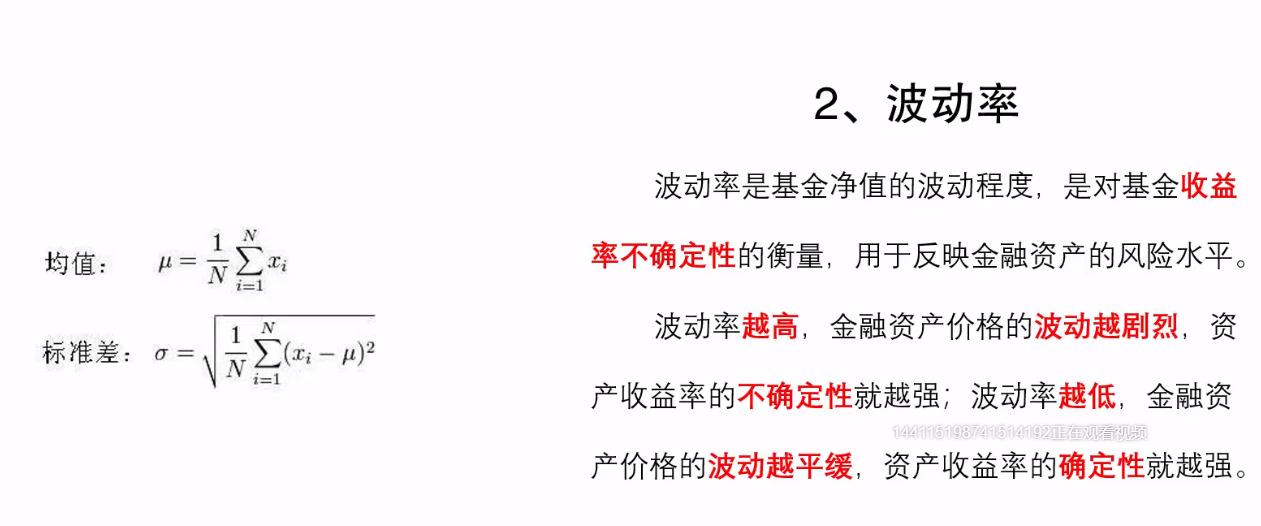 2、波动率
波动率是基金净值的波动程度，是对基金收益
率不确定性的衡量，用于反映金融资产的风险水平。
波动率越高，金融资产价格的波动越剧烈，资
产收益率的不确定性就越强；波动率越低，金融资
144115198741514192正在观看视频
产价格的波动越平缓，资产收益率的确定性就越强。
均值： μ = \frac{1}{N} \sum_{i=1}^{N} x_i
标准差： σ = \sqrt{\frac{1}{N} \sum_{i=1}^{N} (x_i − μ)^2}